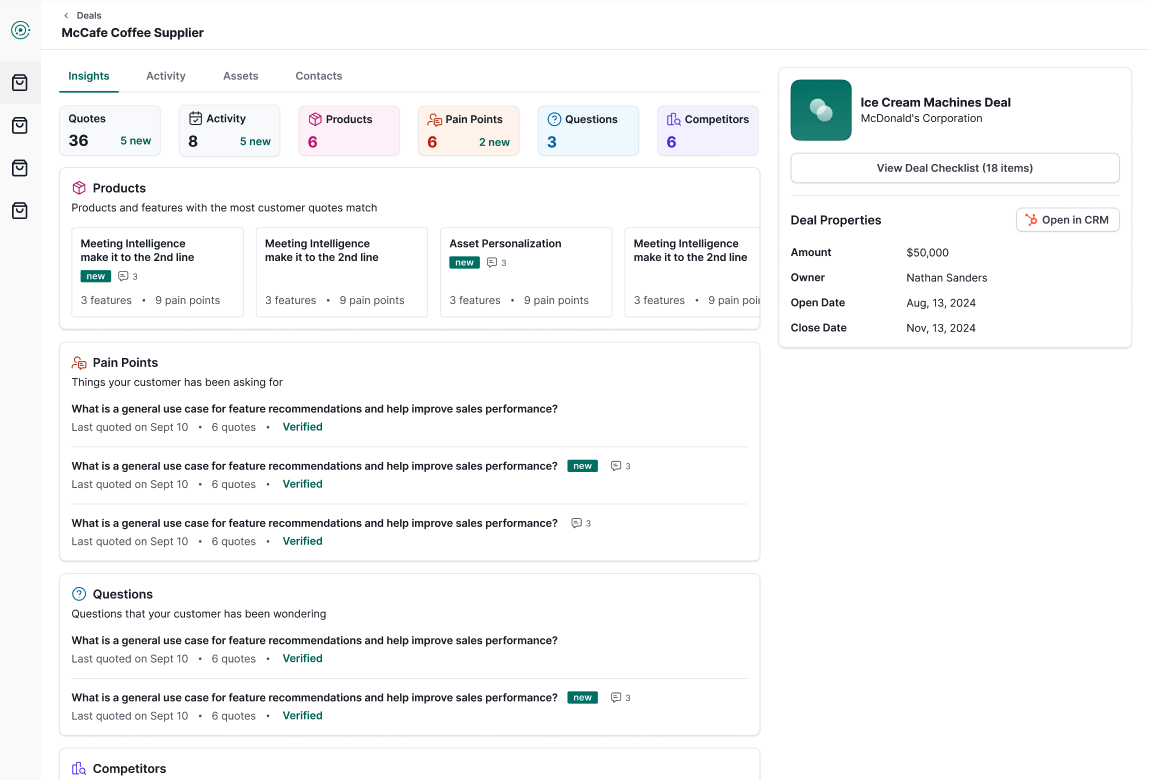 Deals
McCafe Coffee Supplier
Insights
Activity
Assets
Contacts
Quotes
36
5 new
Activity
8
5 new
Products
6
Pain Points
6
2 new
Questions
3
Competitors
6
Products
Products and features with the most customer quotes match
Meeting Intelligence
make it to the 2nd line
new
3
3 features • 9 pain points
Meeting Intelligence
make it to the 2nd line
3 features • 9 pain points
Asset Personalization
new
3
3 features • 9 pain points
Meeting Intelligence
make it to the 2nd line
3 features • 9 pain poi
Pain Points
Things your customer has been asking for
What is a general use case for feature recommendations and help improve sales performance?
Last quoted on Sept 10 • 6 quotes • Verified
What is a general use case for feature recommendations and help improve sales performance? new 3
Last quoted on Sept 10 • 6 quotes • Verified
What is a general use case for feature recommendations and help improve sales performance? 3
Last quoted on Sept 10 • 6 quotes • Verified
Questions
Questions that your customer has been wondering
What is a general use case for feature recommendations and help improve sales performance?
Last quoted on Sept 10 • 6 quotes • Verified
What is a general use case for feature recommendations and help improve sales performance? new 3
Last quoted on Sept 10 • 6 quotes • Verified
Competitors
Ice Cream Machines Deal
McDonald's Corporation
View Deal Checklist (18 items)
Deal Properties
Open in CRM
Amount $50,000
Owner Nathan Sanders
Open Date Aug, 13, 2024
Close Date Nov, 13, 2024